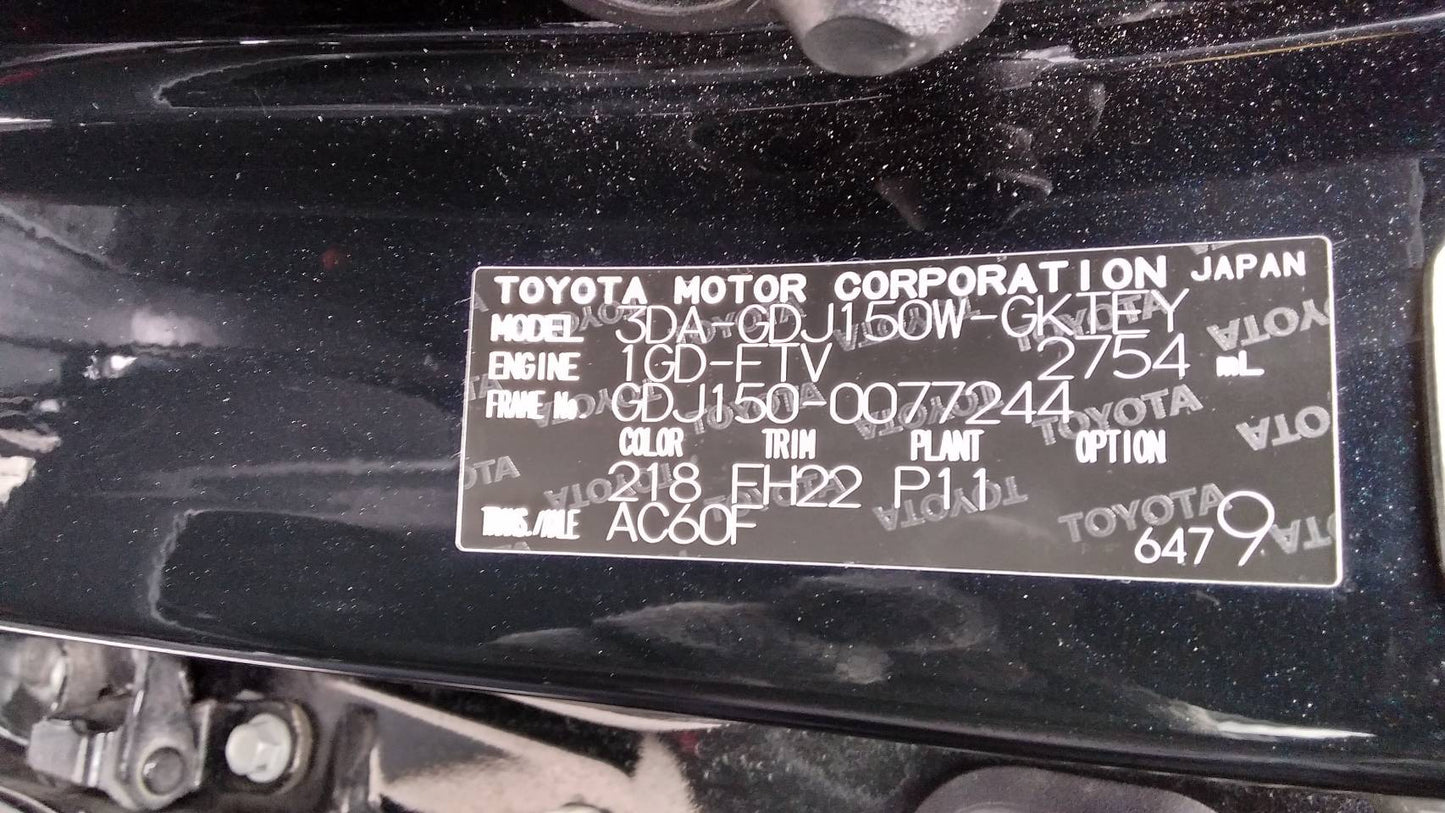 TOYOTA MOTOR CORPORATION JAPAN
MODEL 3DA-GDJ150W-GKTEY
ENGINE 1GD-FTV 2754 mL
FRAME No. GDJ150-0077244
COLOR TRIM PLANT OPTION
218 FH22 P11
TRANS./AXLE AC60F
6479